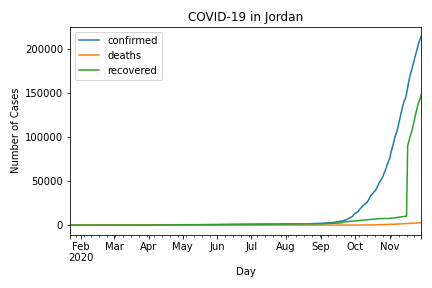 COVID-19 in Jordan
confirmed
deaths
recovered
Number of Cases
200000
150000
100000
50000
0
Feb Mar Apr May Jun Jul Aug Sep Oct Nov
2020
Day